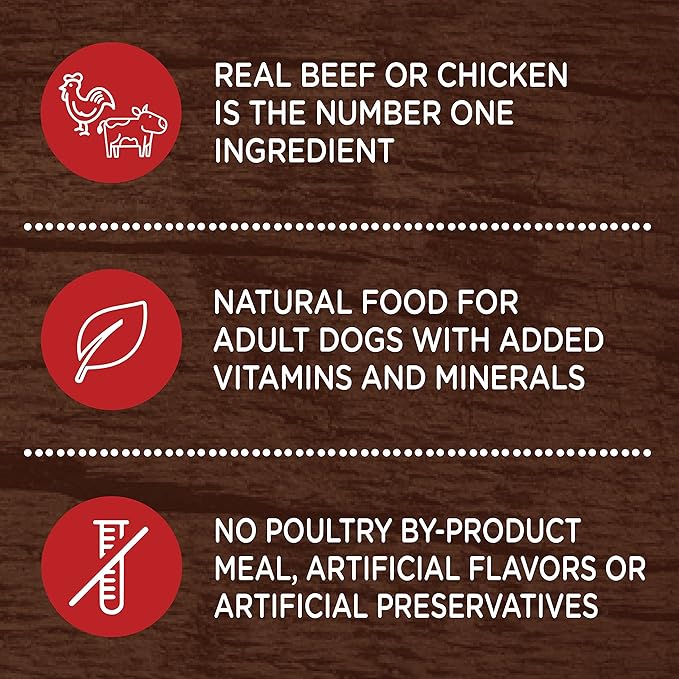 REAL BEEF OR CHICKEN
IS THE NUMBER ONE
INGREDIENT
NATURAL FOOD FOR
ADULT DOGS WITH ADDED
VITAMINS AND MINERALS
NO POULTRY BY-PRODUCT
MEAL, ARTIFICIAL FLAVORS OR
ARTIFICIAL PRESERVATIVES